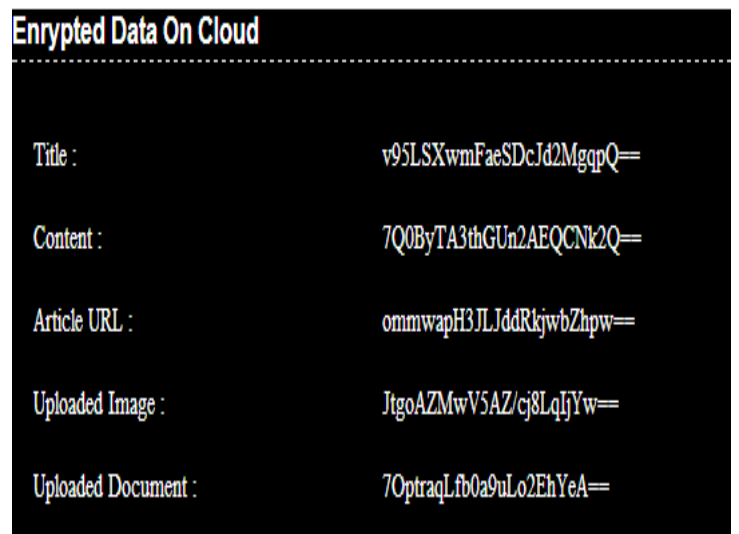 Enrypted Data On Cloud
Title : v95LSXwmFaeSDcJd2MgqpQ==
Content : 7Q0ByTA3thGUn2AEQCNk2Q==
Article URL : ommwapH3JLJddRkjwbZhpw==
Uploaded Image : JtgoAZMwV5AZ/cj8LqIjYw==
Uploaded Document : 7OptraqLfb0a9uLo2EhYeA==